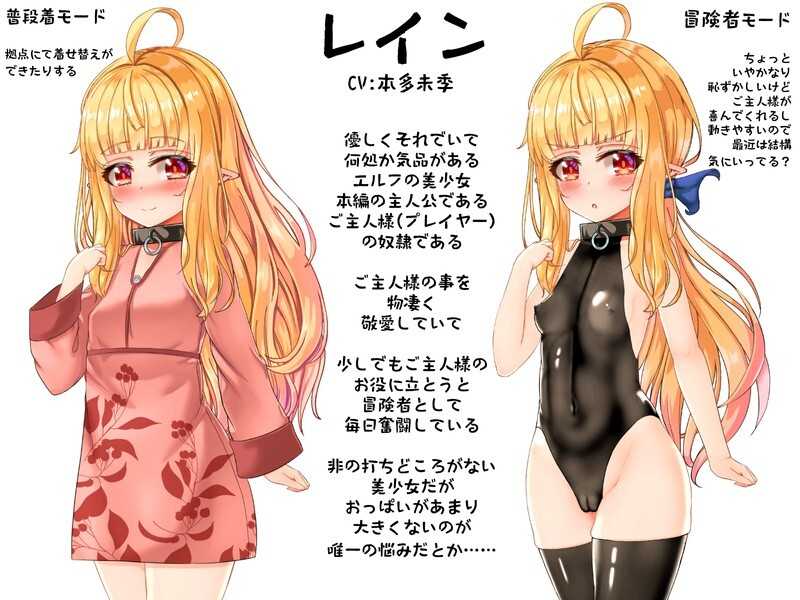 普段着モード
拠点にて着せ替えが
できたりする
レイン
CV:本多未季
優しくそれでいて
何処か気品がある
エルフの美少女
本編の主人公である
ご主人様(プレイヤー)
の奴隷である
ご主人様の事を
物凄く
敬愛していて
少しでもご主人様の
お役に立とうと
冒険者として
毎日奮闘している
非の打ちどころがない
美少女だが
おっぱいがあまり
大きくないのが
唯一の悩みだとか……
冒険者モード
ちょっと
いやかなり
恥ずかしいけど
ご主人様が
喜んでくれるし
動きやすいので
最近は結構
気にいってる？